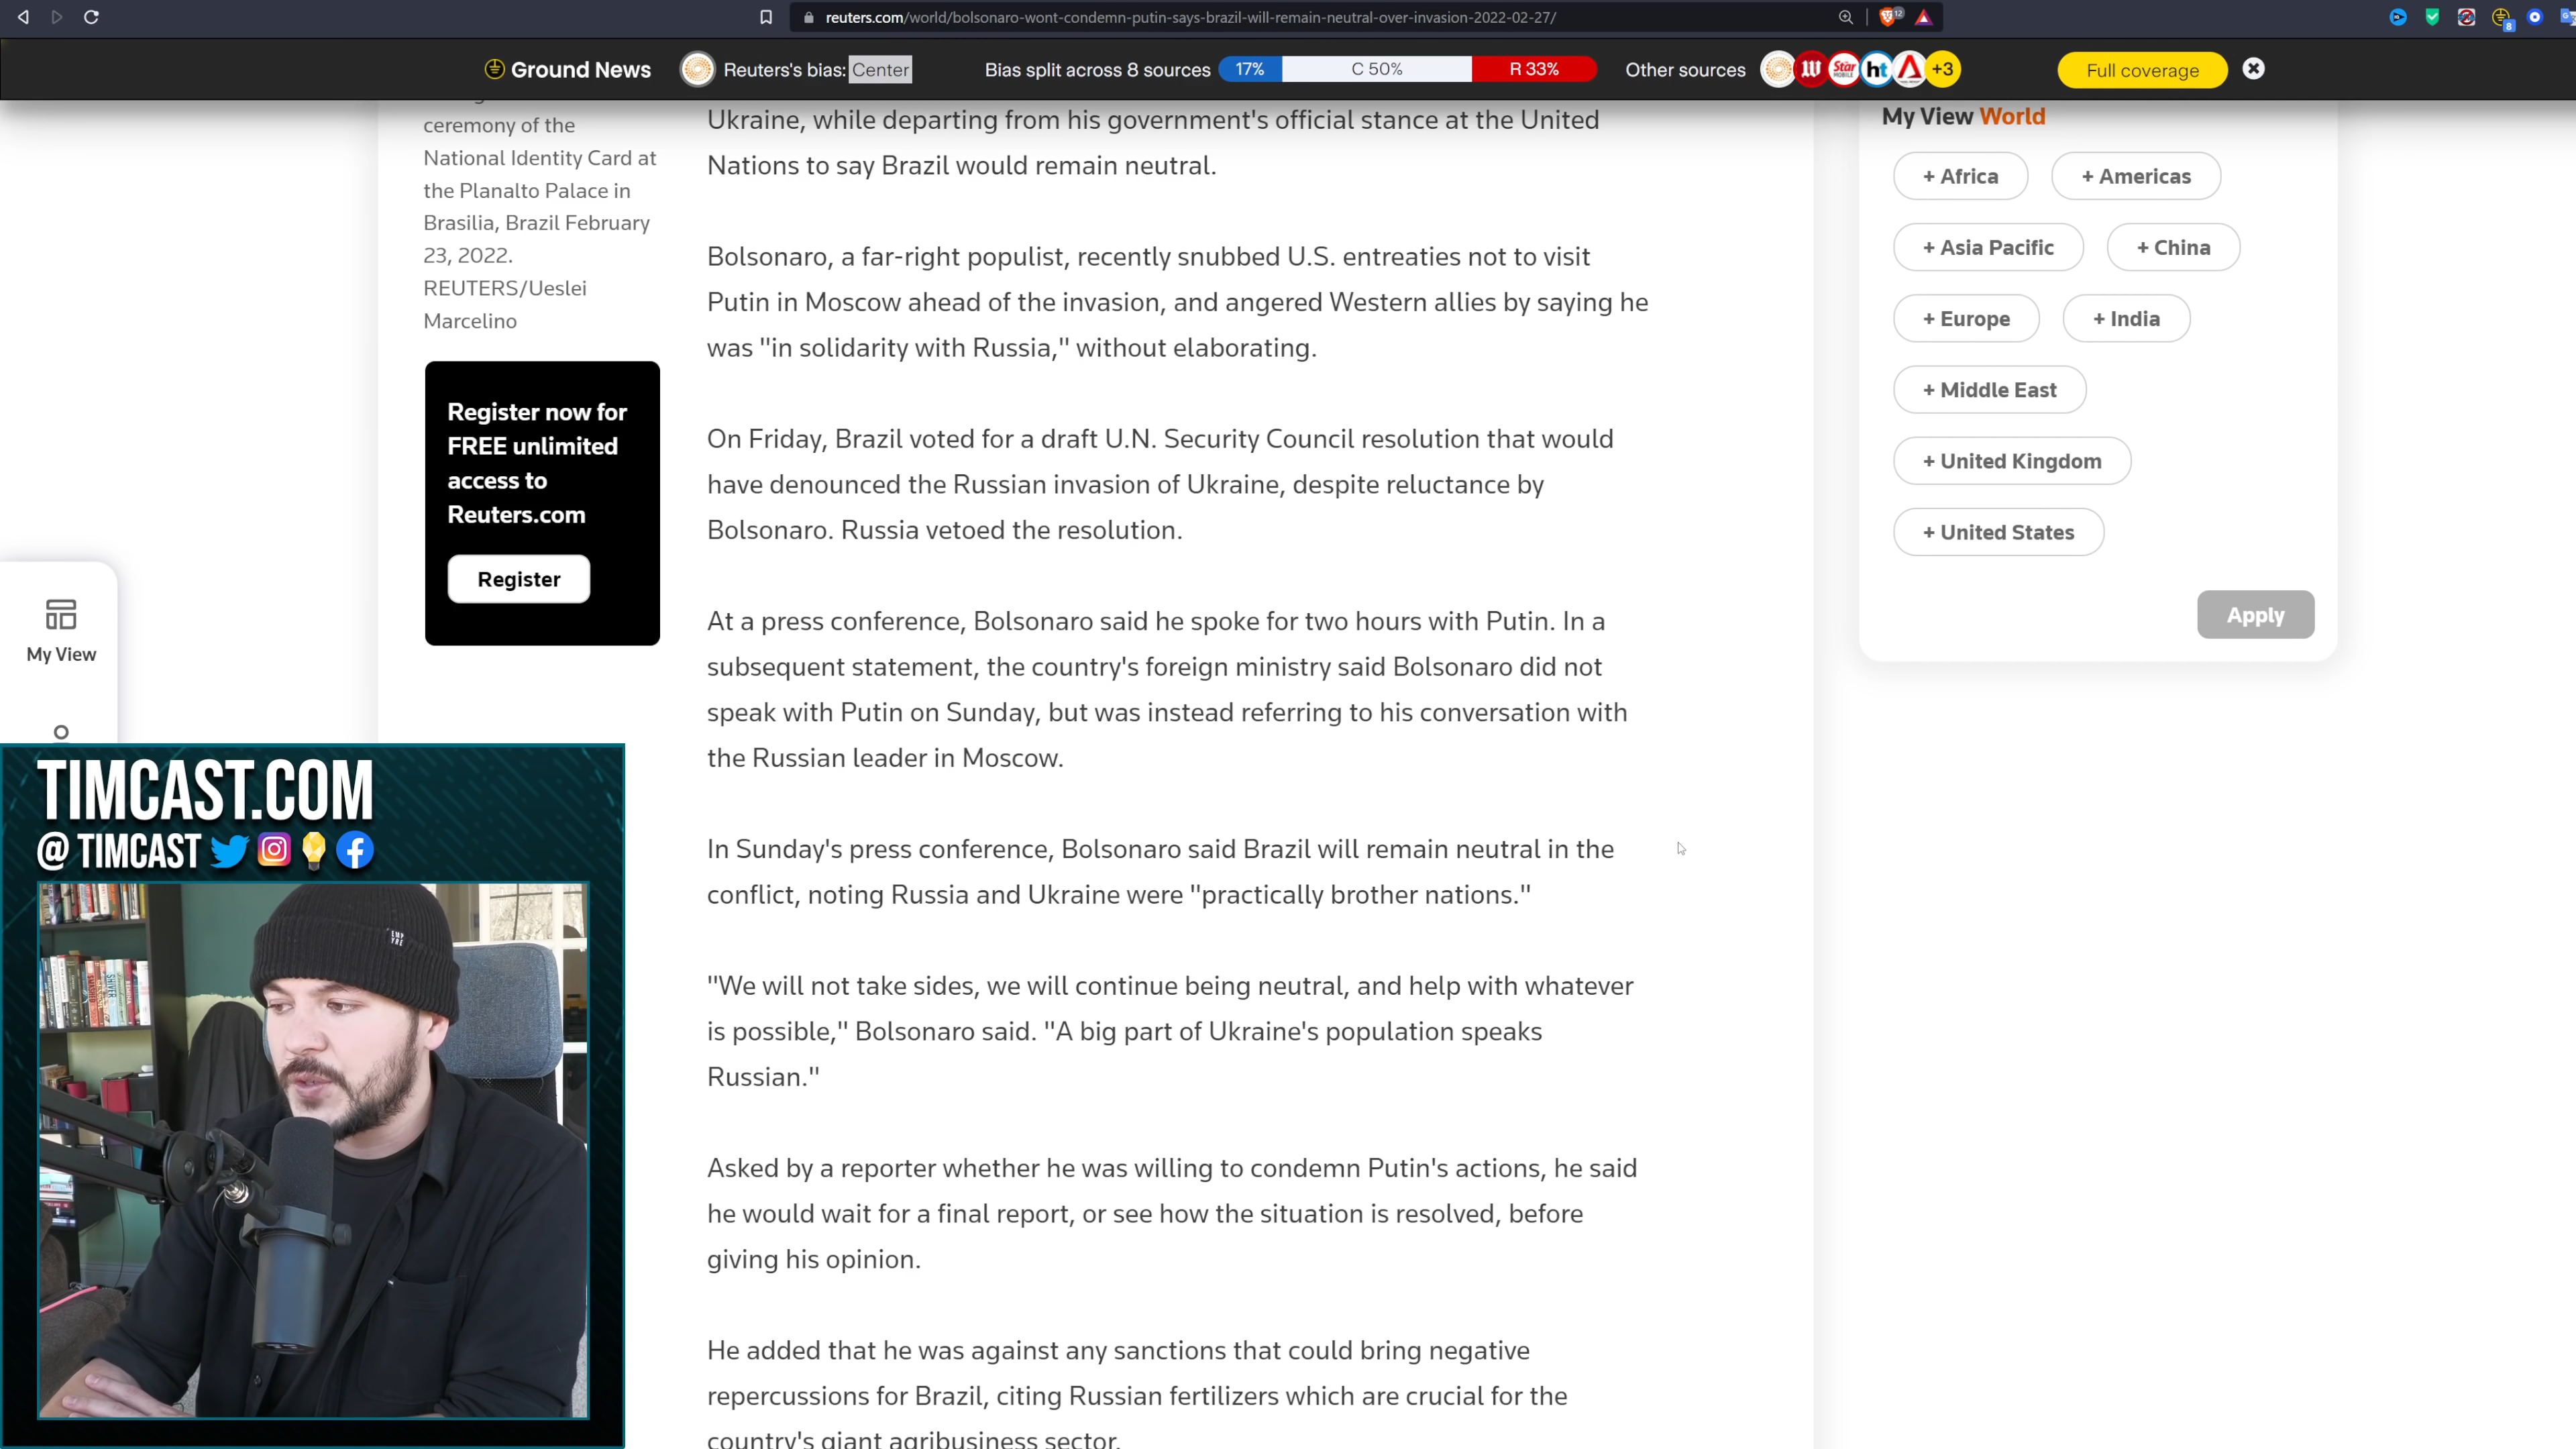 reuters.com/world/bolsonaro-wont-condemn-putin-says-brazil-will-remain-neutral-over-invasion-2022-02-27/
12
8
Ground News
Reuters's bias: Center
Bias split across 8 sources
17%
C 50%
R 33%
Other sources
Star
MOBILE
ht
+3
Full coverage
ceremony of the
National Identity Card at
the Planalto Palace in
Brasilia, Brazil February
23, 2022.
REUTERS/Ueslei
Marcelino
Register now for
FREE unlimited
access to
Reuters.com
Register
My View
Ukraine, while departing from his government's official stance at the United
Nations to say Brazil would remain neutral.
Bolsonaro, a far-right populist, recently snubbed U.S. entreaties not to visit
Putin in Moscow ahead of the invasion, and angered Western allies by saying he
was "in solidarity with Russia," without elaborating.
On Friday, Brazil voted for a draft U.N. Security Council resolution that would
have denounced the Russian invasion of Ukraine, despite reluctance by
Bolsonaro. Russia vetoed the resolution.
At a press conference, Bolsonaro said he spoke for two hours with Putin. In a
subsequent statement, the country's foreign ministry said Bolsonaro did not
speak with Putin on Sunday, but was instead referring to his conversation with
the Russian leader in Moscow.
In Sunday's press conference, Bolsonaro said Brazil will remain neutral in the
conflict, noting Russia and Ukraine were "practically brother nations."
"We will not take sides, we will continue being neutral, and help with whatever
is possible," Bolsonaro said. "A big part of Ukraine's population speaks
Russian."
Asked by a reporter whether he was willing to condemn Putin's actions, he said
he would wait for a final report, or see how the situation is resolved, before
giving his opinion.
He added that he was against any sanctions that could bring negative
repercussions for Brazil, citing Russian fertilizers which are crucial for the
country's giant agribusiness sector.
My View World
+ Africa
+ Americas
+ Asia Pacific
+ China
+ Europe
+ India
+ Middle East
+ United Kingdom
+ United States
Apply
TIMCAST.COM
@ TIMCAST